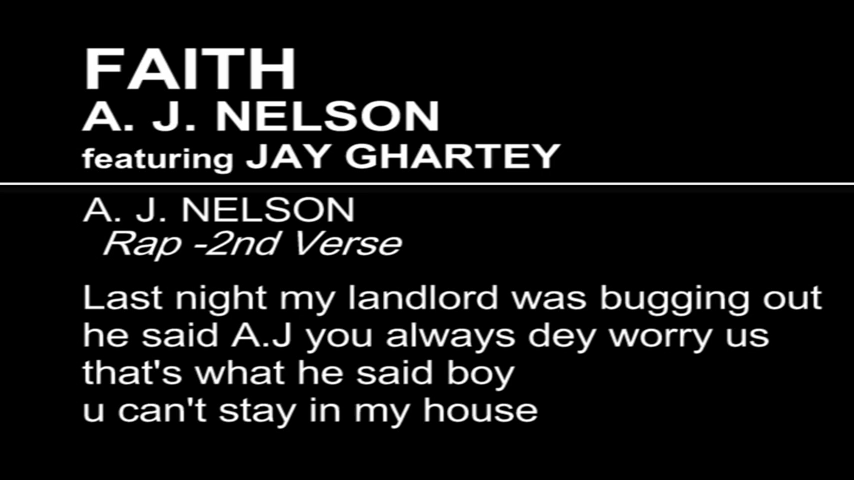 FAITH
A. J. NELSON
featuring JAY GHARTEY
A. J. NELSON
Rap -2nd Verse
Last night my landlord was bugging out
he said A.J you always dey worry us
that's what he said boy
u can't stay in my house